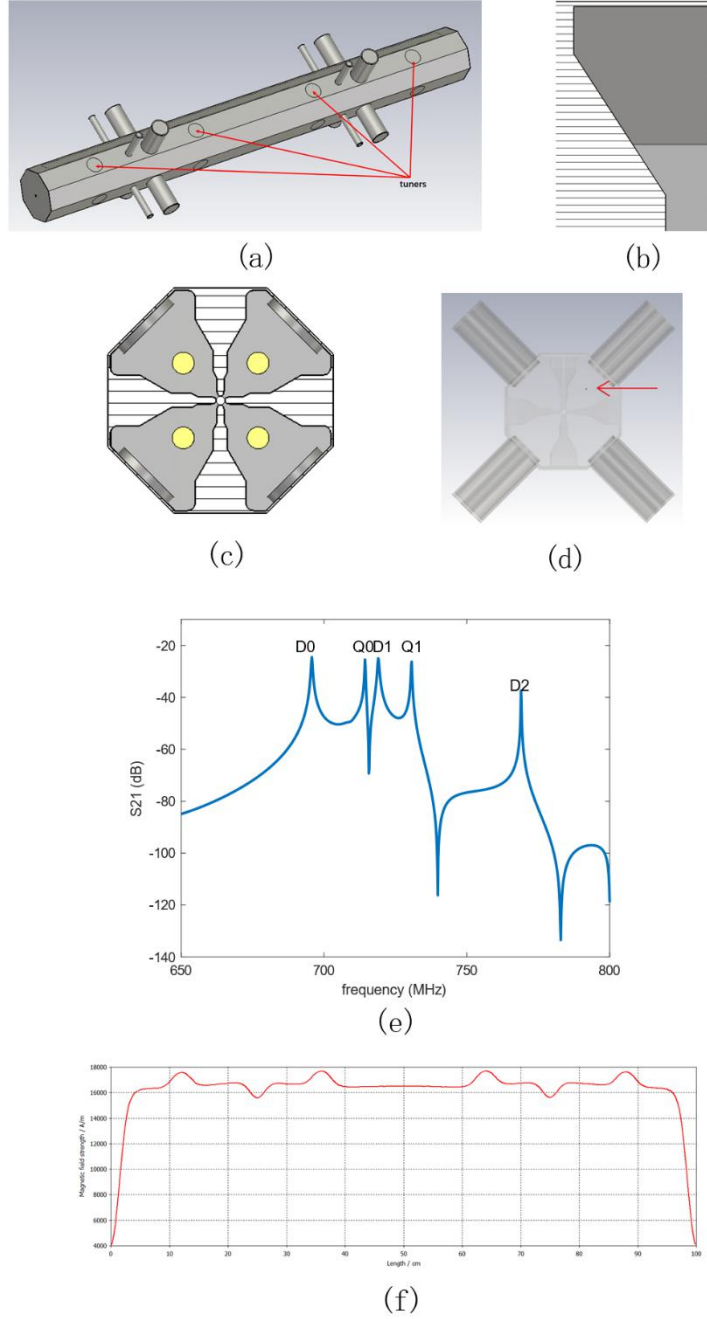 tuners
(a)
(b)
(c)
(d)
D0
Q0
D1
Q1
D2
-20
-40
-60
-80
-100
-120
-140
S21 (dB)
650
700
750
800
frequency (MHz)
(e)
18000
16000
14000
12000
10000
8000
6000
4000
Magnetic field strength / A/m
0
10
20
30
40
50
60
70
80
90
100
Length / cm
(f)